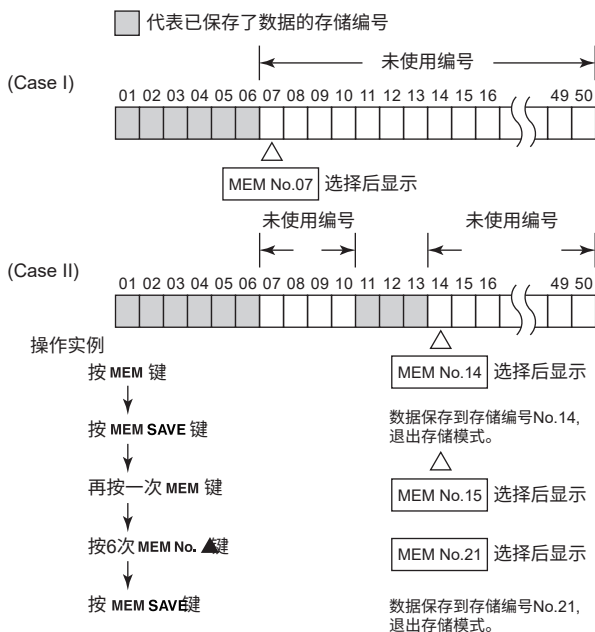 代表已保存了数据的存储编号
未使用编号
(Case I)
01 02 03 04 05 06 07 08 09 10 11 12 13 14 15 16 49 50
MEM No.07 选择后显示
未使用编号 未使用编号
(Case II)
01 02 03 04 05 06 07 08 09 10 11 12 13 14 15 16 49 50
操作实例
按 MEM 键
MEM No.14 选择后显示
按 MEM SAVE 键
数据保存到存储编号No.14,
退出存储模式。
再按一次 MEM 键
MEM No.15 选择后显示
按6次 MEM No. ▲键
MEM No.21 选择后显示
按 MEM SAVE键
数据保存到存储编号No.21,
退出存储模式。